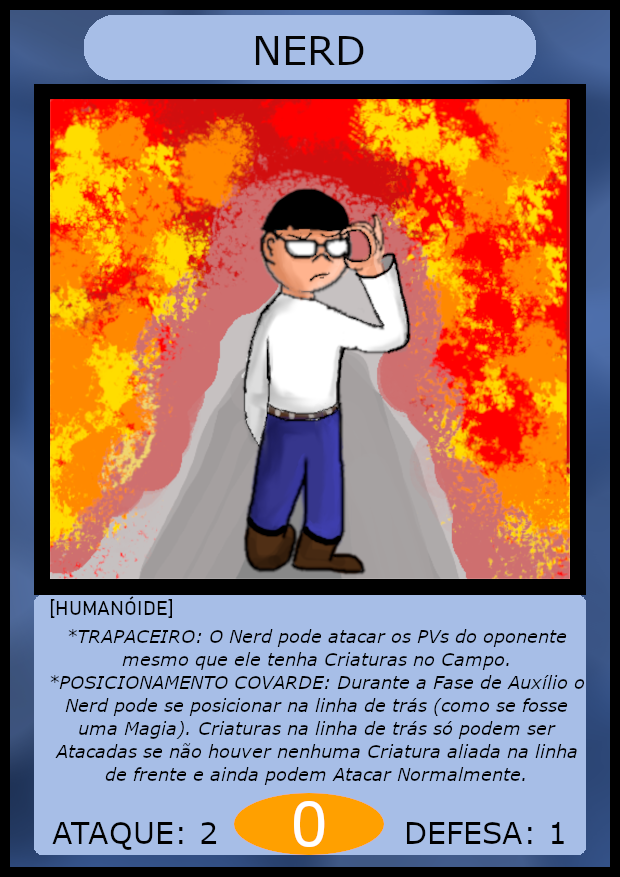 NERD
[HUMANÓIDE]
*TRAPACEIRO: O Nerd pode atacar os PVs do oponente
mesmo que ele tenha Criaturas no Campo.
*POSICIONAMENTO COVARDE: Durante a Fase de Auxílio o
Nerd pode se posicionar na linha de trás (como se fosse
uma Magia). Criaturas na linha de trás só podem ser
Atacadas se não houver nenhuma Criatura aliada na linha
de frente e ainda podem Atacar Normalmente.
ATAQUE: 2 0 DEFESA: 1